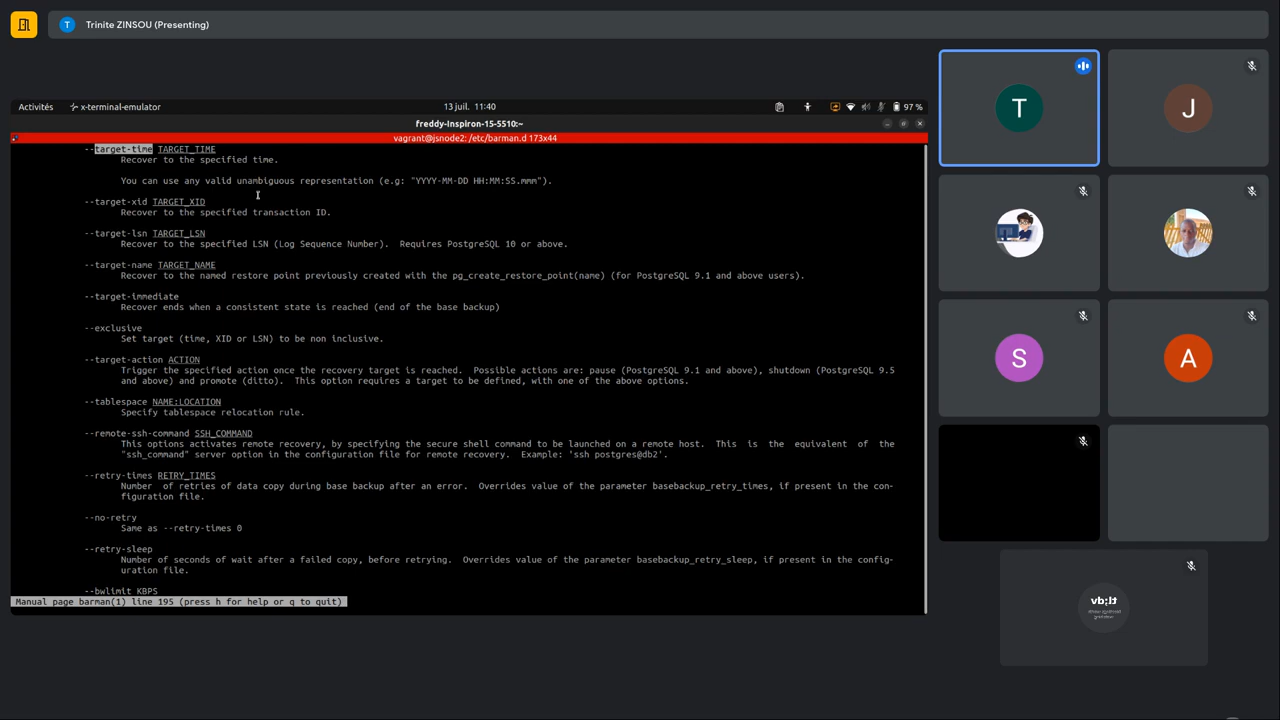 T Trinite ZINSOU (Presenting)
Activités x-terminal-emulator 13 juil. 11:40 97 %
freddy-Inspiron-15-5510:~
vagrant@jsnode2: /etc/barman.d 173x44
--target-time TARGET_TIME
Recover to the specified time.
You can use any valid unambiguous representation (e.g: "YYYY-MM-DD HH:MM:SS.mmm").
--target-xid TARGET_XID
Recover to the specified transaction ID.
--target-lsn TARGET_LSN
Recover to the specified LSN (Log Sequence Number). Requires PostgreSQL 10 or above.
--target-name TARGET_NAME
Recover to the named restore point previously created with the pg_create_restore_point(name) (for PostgreSQL 9.1 and above users).
--target-immediate
Recover ends when a consistent state is reached (end of the base backup)
--exclusive
Set target (time, XID or LSN) to be non inclusive.
--target-action ACTION
Trigger the specified action once the recovery target is reached. Possible actions are: pause (PostgreSQL 9.1 and above), shutdown (PostgreSQL 9.5
and above) and promote (ditto). This option requires a target to be defined, with one of the above options.
--tablespace NAME:LOCATION
Specify tablespace relocation rule.
--remote-ssh-command SSH_COMMAND
This options activates remote recovery, by specifying the secure shell command to be launched on a remote host. This is the equivalent of the
"ssh_command" server option in the configuration file for remote recovery. Example: 'ssh postgres@db2'.
--retry-times RETRY_TIMES
Number of retries of data copy during base backup after an error. Overrides value of the parameter basebackup_retry_times, if present in the con-
figuration file.
--no-retry
Same as --retry-times 0
--retry-sleep
Number of seconds of wait after a failed copy, before retrying. Overrides value of the parameter basebackup_retry_sleep, if present in the config-
uration file.
--bwlimit KBPS
Manual page barman(1) line 195 (press h for help or q to quit)
T
J
S
A